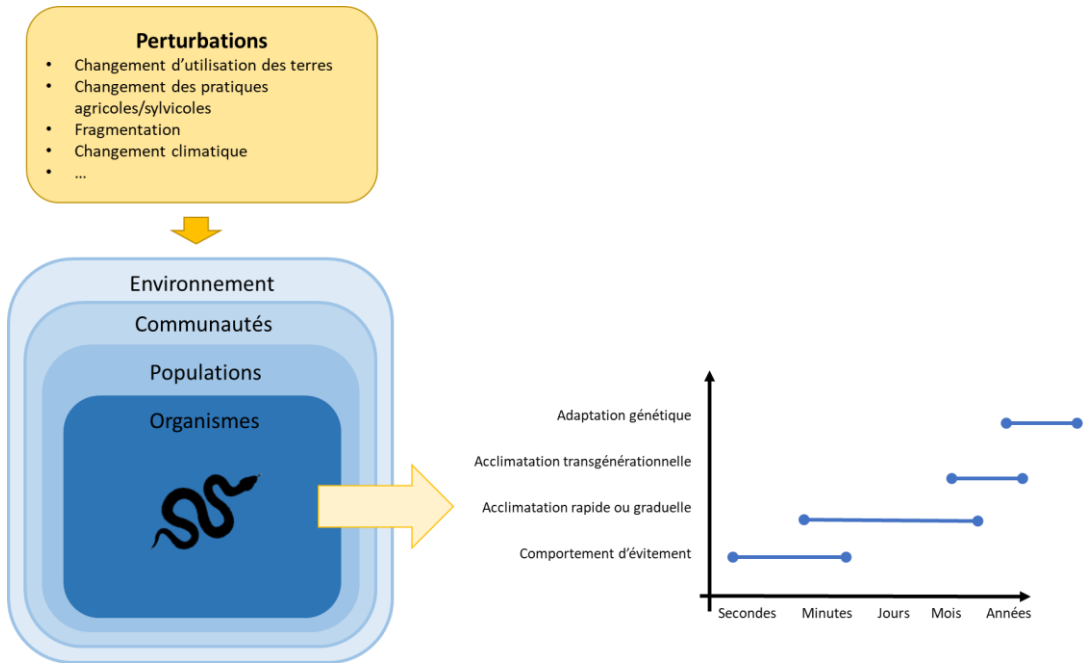 Perturbations
• Changement d'utilisation des terres
• Changement des pratiques
agricoles/sylvicoles
• Fragmentation
• Changement climatique
• ...
Environnement
Communautés
Populations
Organismes
Adaptation génétique
Acclimatation transgénérationnelle
Acclimatation rapide ou graduelle
Comportement d'évitement
Secondes Minutes Jours Mois Années